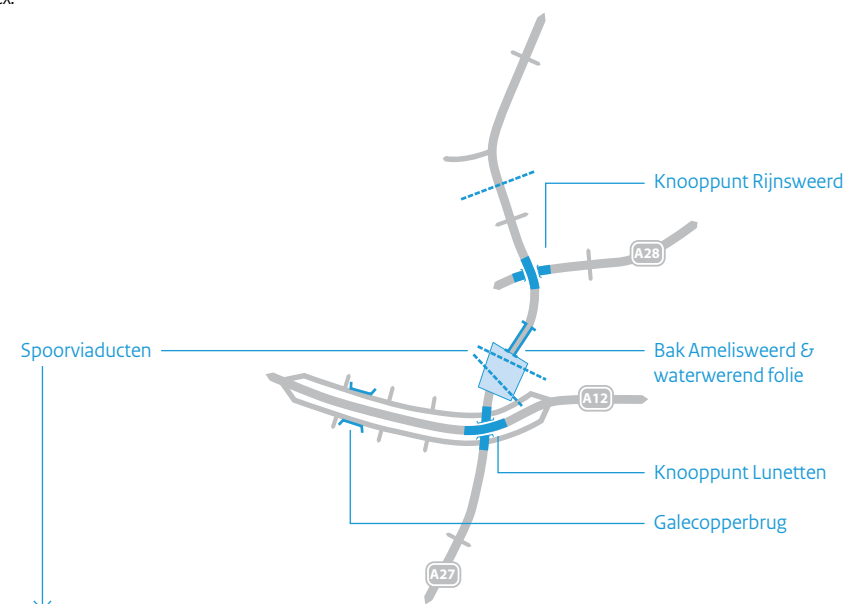 Knooppunt Rijnsweerd
A28
Spoorviaducten
Bak Amelisweerd &
waterwerend folie
A12
Knooppunt Lunetten
Galecopperbrug
A27